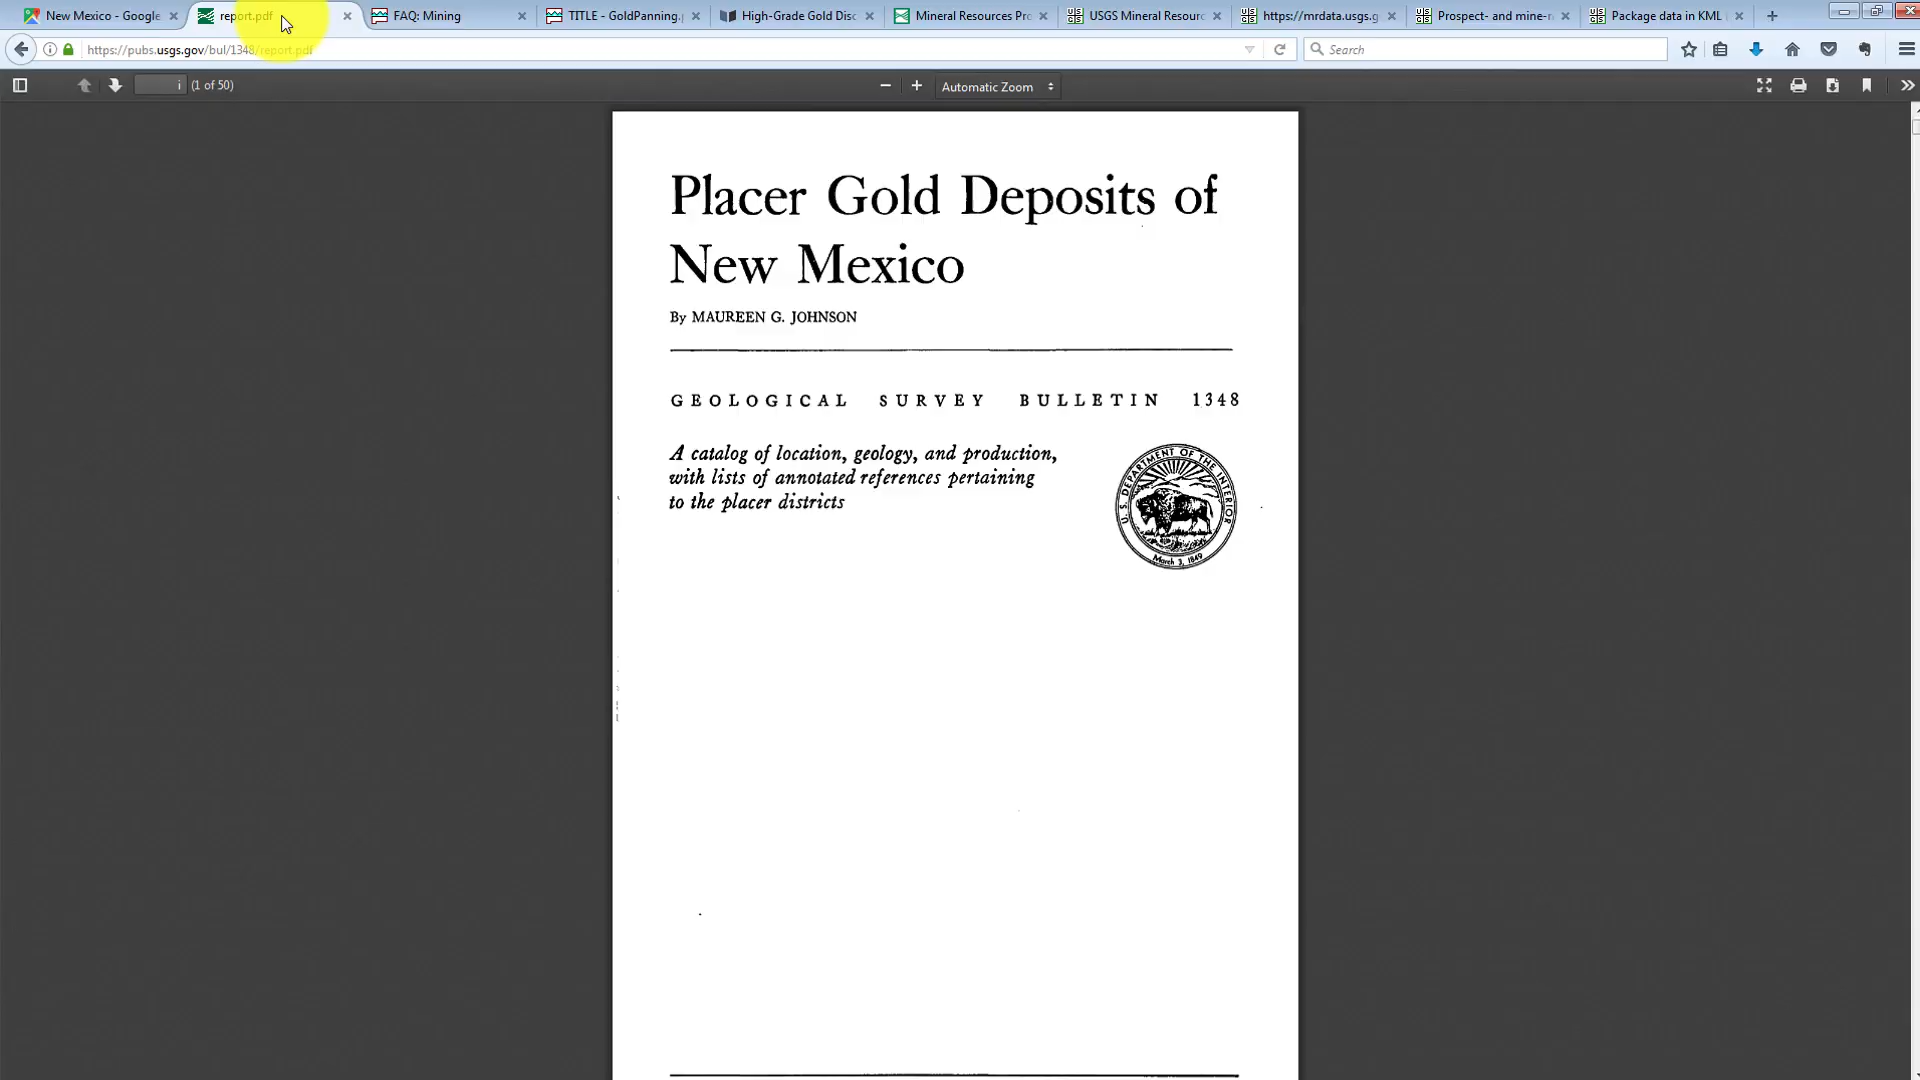 New Mexico - Google
report.pdf
FAQ: Mining
TITLE - GoldPanning.
High-Grade Gold Disc
Mineral Resources Pro
USGS Mineral Resourc
https://mrdata.usgs.g
Prospect- and mine-r
Package data in KML
https://pubs.usgs.gov/bul/1348/report.pdf
Search
i
(1 of 50)
Automatic Zoom
Placer Gold Deposits of
New Mexico
By MAUREEN G. JOHNSON
GEOLOGICAL SURVEY BULLETIN 1348
A catalog of location, geology, and production,
with lists of annotated references pertaining
to the placer districts
U. S. DEPARTMENT OF THE INTERIOR
March 3, 1849